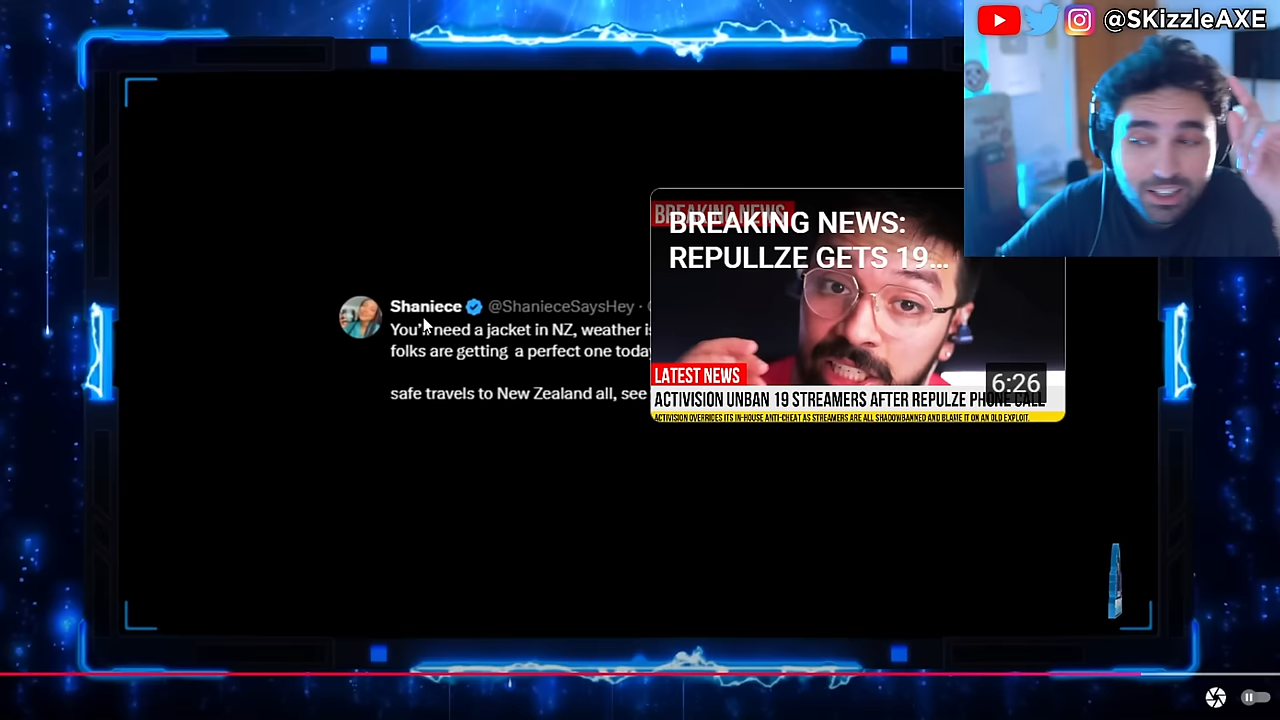 @SKizzleAXE
BREAKING NEWS
BREAKING NEWS:
REPULLZE GETS 19...
Shaniece @ShanieceSaysHey ·
You'll need a jacket in NZ, weather is
folks are getting a perfect one today
safe travels to New Zealand all, see
6:26
LATEST NEWS
ACTIVISION UNBAN 19 STREAMERS AFTER REPULZE PHONE CALL
ACTIVISION OVERRIDES ITS IN-HOUSE ANTI-CHEAT AS STREAMERS ARE ALL SHADOWBANNED AND BLAME IT ON AN OLD EXPLOIT.